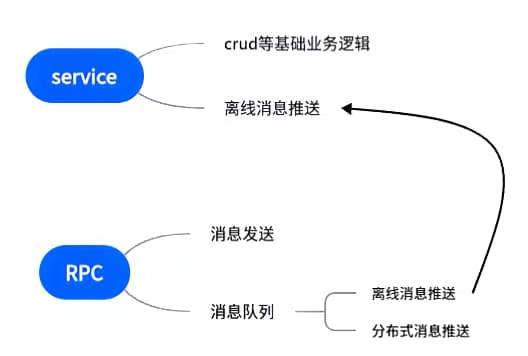 crud等基础业务逻辑
service
离线消息推送
消息发送
RPC
消息队列
离线消息推送
分布式消息推送